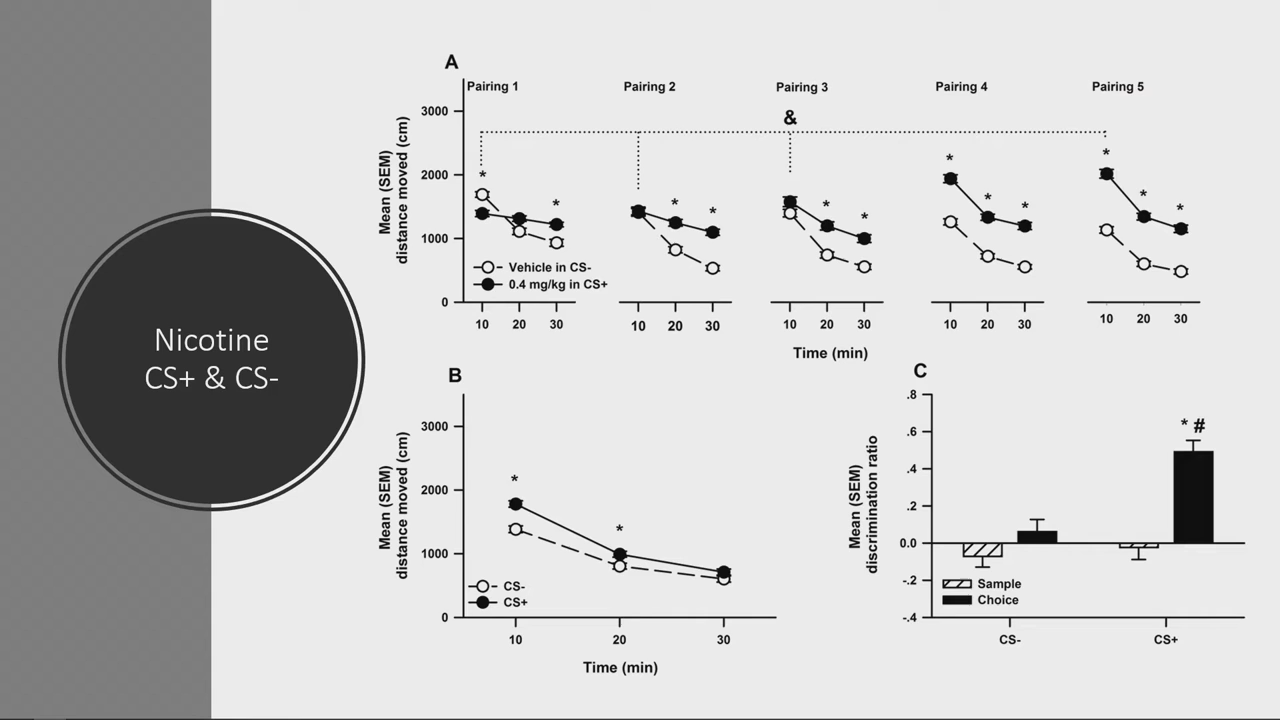 Nicotine
CS+ & CS-
A
Pairing 1
Pairing 2
Pairing 3
Pairing 4
Pairing 5
&
Mean (SEM)
distance moved (cm)
3000
2000
1000
0
* * * * * * * * * * * * *
Vehicle in CS-
0.4 mg/kg in CS+
10 20 30 10 20 30 10 20 30 10 20 30 10 20 30
Time (min)
B
Mean (SEM)
distance moved (cm)
3000
2000
1000
0
* *
CS-
CS+
10 20 30
Time (min)
C
Mean (SEM)
discrimination ratio
.8
.6
.4
.2
0.0
-.2
-.4
* #
Sample
Choice
CS- CS+